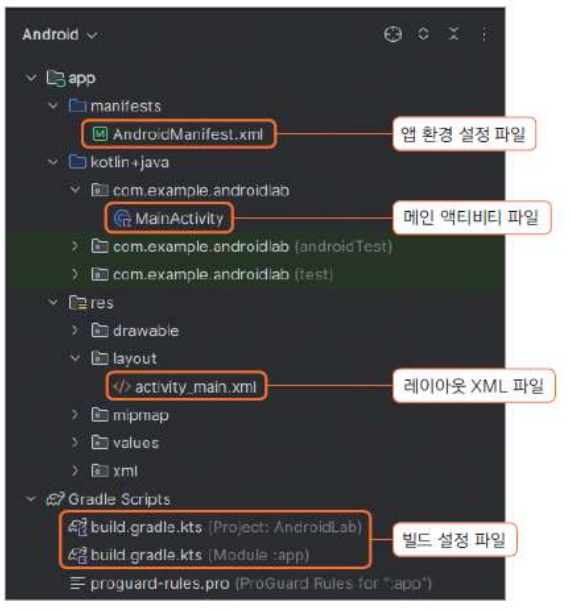 Android
app
manifests
AndroidManifest.xml
앱 환경 설정 파일
kotlin+java
com.example.androidlab
MainActivity
메인 액티비티 파일
com.example.androidlab (androidTest)
com.example.androidlab (test)
res
drawable
layout
activity_main.xml
레이아웃 XML 파일
mipmap
values
xml
Gradle Scripts
build.gradle.kts (Project: AndroidLab)
build.gradle.kts (Module :app)
빌드 설정 파일
proguard-rules.pro (ProGuard Rules for ":app")